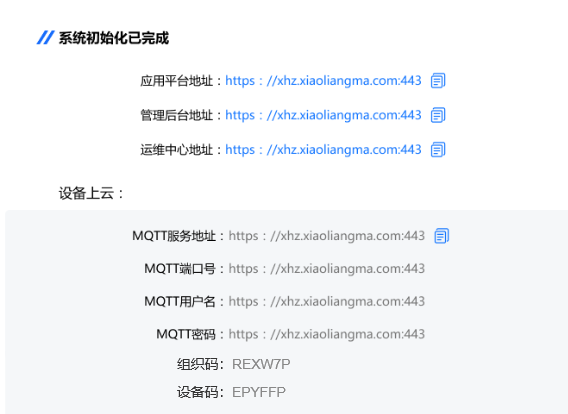 系统初始化已完成
应用平台地址：https：//xhz.xiaoliangma.com:443
管理后台地址：https：//xhz.xiaoliangma.com:443
运维中心地址：https：//xhz.xiaoliangma.com:443
设备上云：
MQTT服务地址：https：//xhz.xiaoliangma.com:443
MQTT端口号：https：//xhz.xiaoliangma.com:443
MQTT用户名：https：//xhz.xiaoliangma.com:443
MQTT密码：https：//xhz.xiaoliangma.com:443
组织码：REXW7P
设备码：EPYFFP